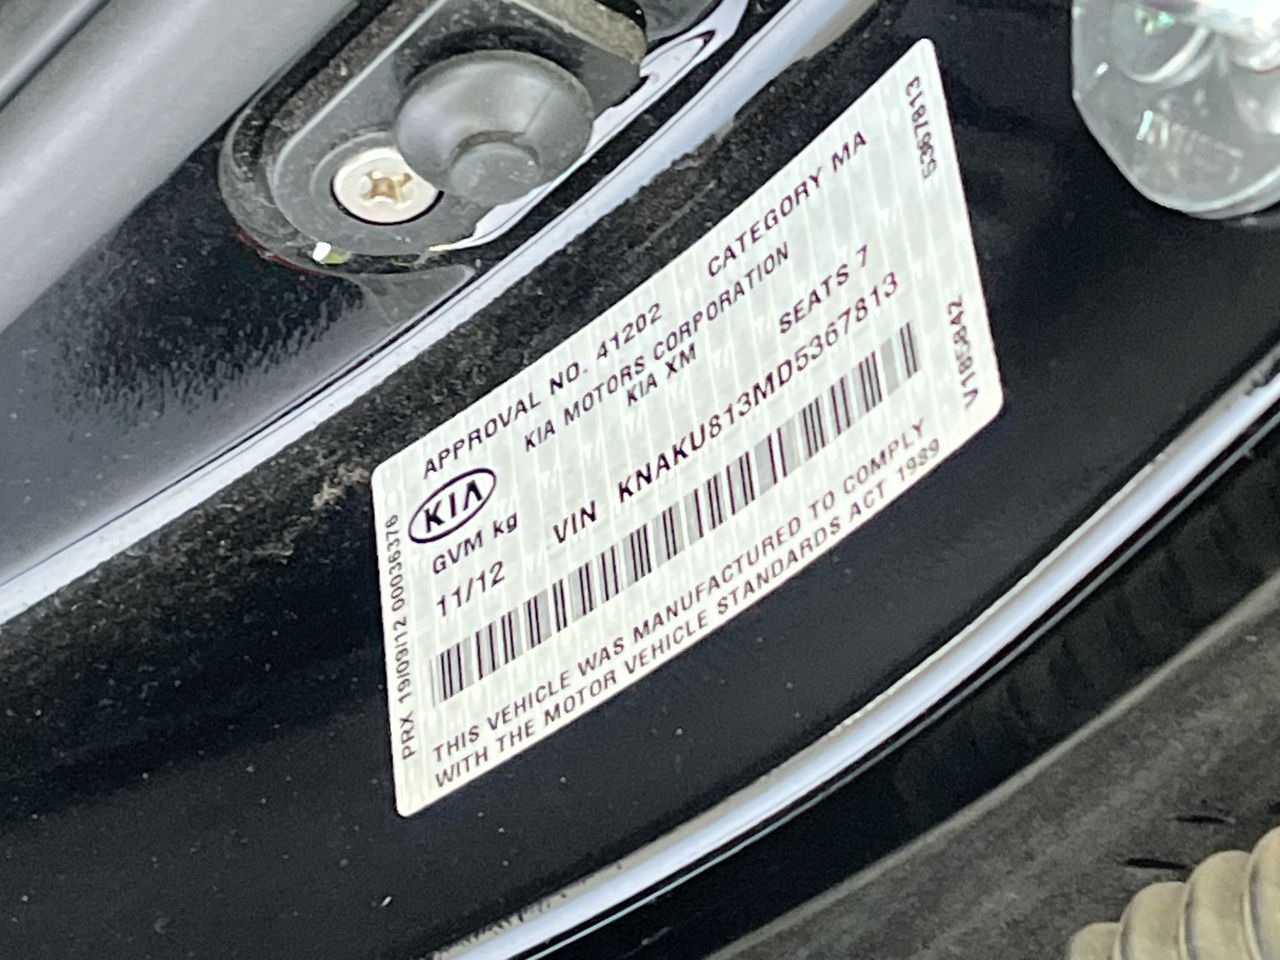 APPROVAL NO. 41202 CATEGORY MA
KIA MOTORS CORPORATION
KIA XM SEATS 7
KIA
GVM kg
VIN KNAKU813MD5367813
11/12
THIS VEHICLE WAS MANUFACTURED TO COMPLY
WITH THE MOTOR VEHICLE STANDARDS ACT 1989
PRX 19/09/12 00036376
5367813
V1853842